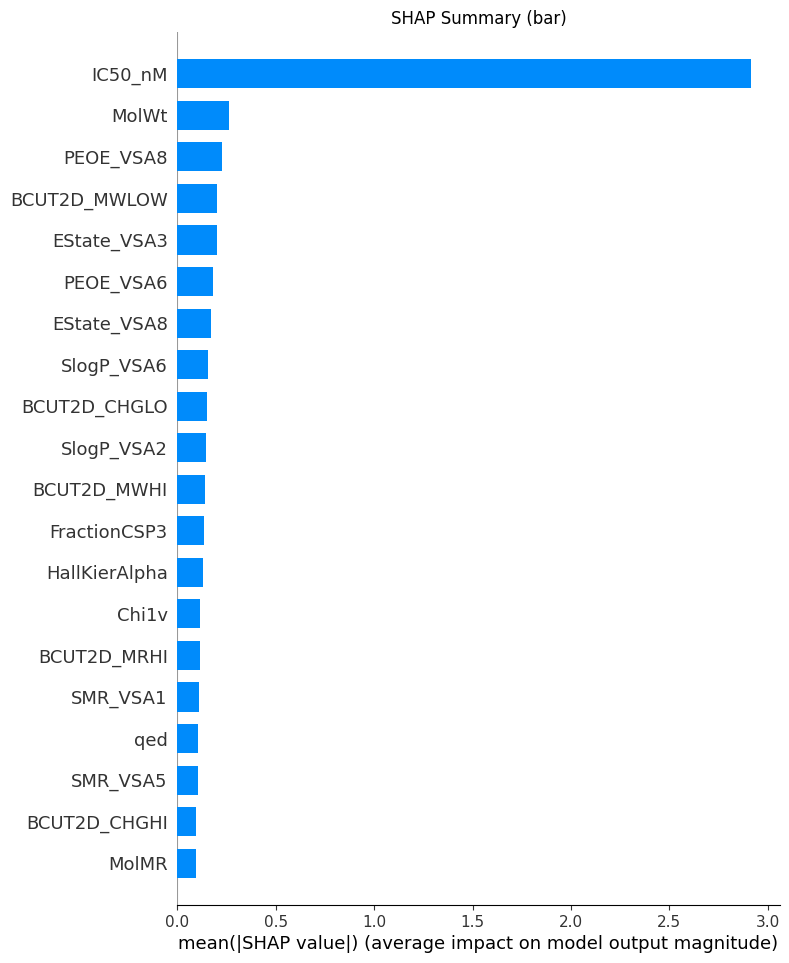 SHAP Summary (bar)
IC50_nM
MolWt
PEOE_VSA8
BCUT2D_MWLOW
EState_VSA3
PEOE_VSA6
EState_VSA8
SlogP_VSA6
BCUT2D_CHGLO
SlogP_VSA2
BCUT2D_MWHI
FractionCSP3
HallKierAlpha
Chi1v
BCUT2D_MRHI
SMR_VSA1
qed
SMR_VSA5
BCUT2D_CHGHI
MolMR
0.0 0.5 1.0 1.5 2.0 2.5 3.0
mean(|SHAP value|) (average impact on model output magnitude)